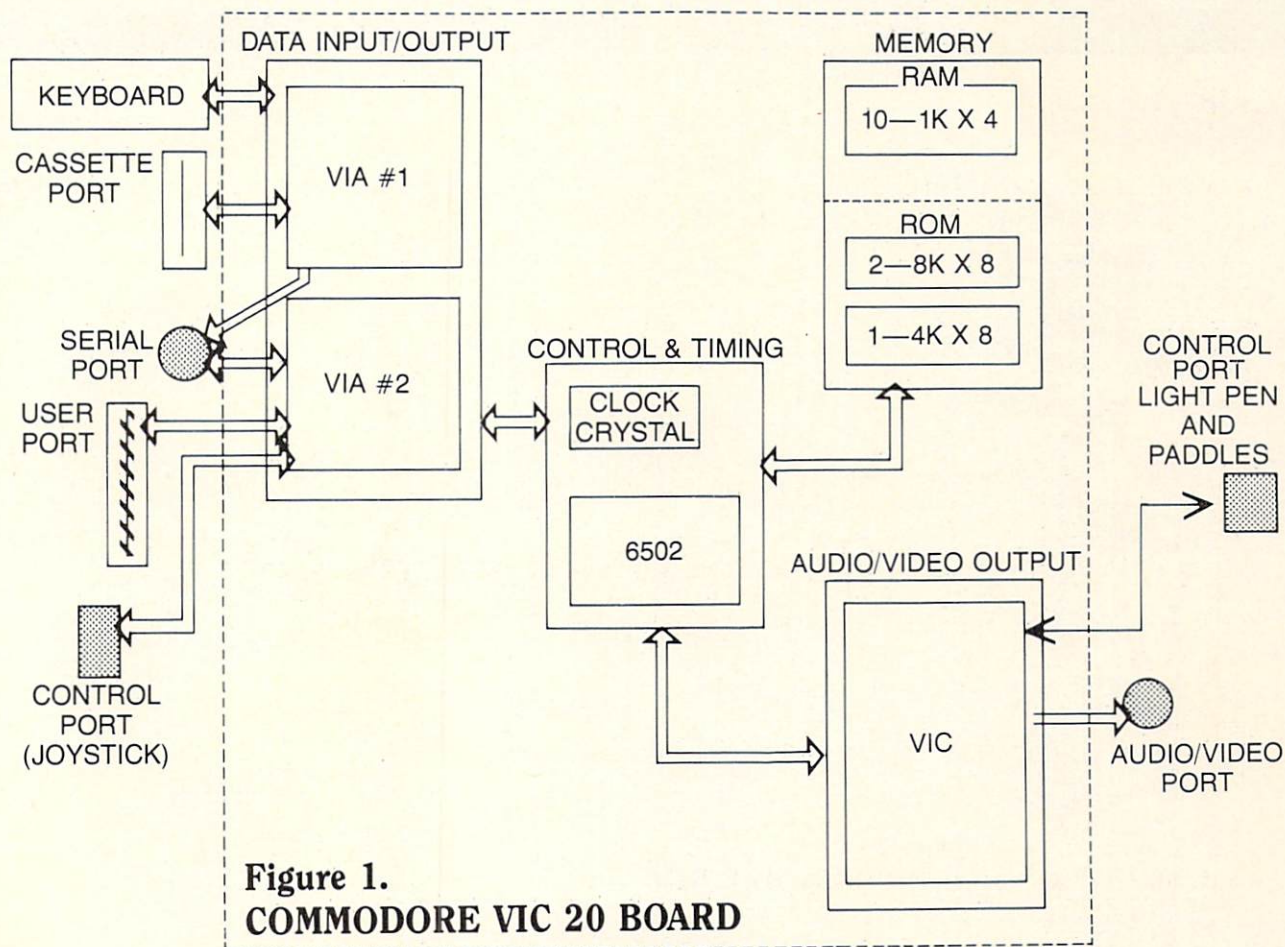 DATA INPUT/OUTPUT
KEYBOARD
CASSETTE
PORT
VIA #1
SERIAL
PORT
VIA #2
USER
PORT
CONTROL
PORT
(JOYSTICK)
CONTROL & TIMING
CLOCK
CRYSTAL
6502
MEMORY
RAM
10—1K X 4
ROM
2—8K X 8
1—4K X 8
CONTROL
PORT
LIGHT PEN
AND
PADDLES
AUDIO/VIDEO OUTPUT
VIC
AUDIO/VIDEO
PORT
Figure 1.
COMMODORE VIC 20 BOARD